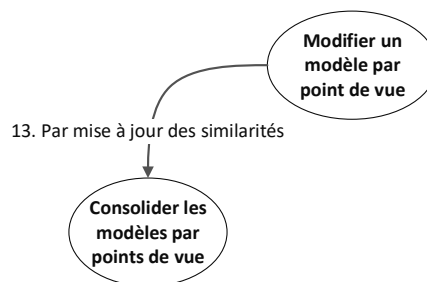 Modifier un
modèle par
point de vue
13. Par mise à jour des similarités
Consolider les
modèles par
points de vue